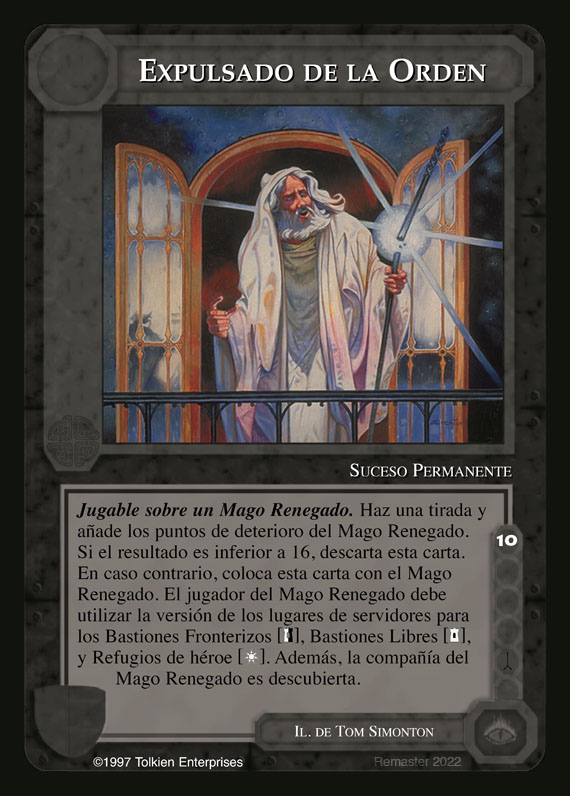 Expulsado de la Orden
Suceso Permanente
Jugable sobre un Mago Renegado. Haz una tirada y
añade los puntos de deterioro del Mago Renegado.
Si el resultado es inferior a 16, descarta esta carta.
En caso contrario, coloca esta carta con el Mago
Renegado. El jugador del Mago Renegado debe
utilizar la versión de los lugares de servidores para
los Bastiones Fronterizos [], Bastiones Libres [],
y Refugios de héroe []. Además, la compañía del
Mago Renegado es descubierta.
10
Il. de Tom Simonton
©1997 Tolkien Enterprises
Remaster 2022